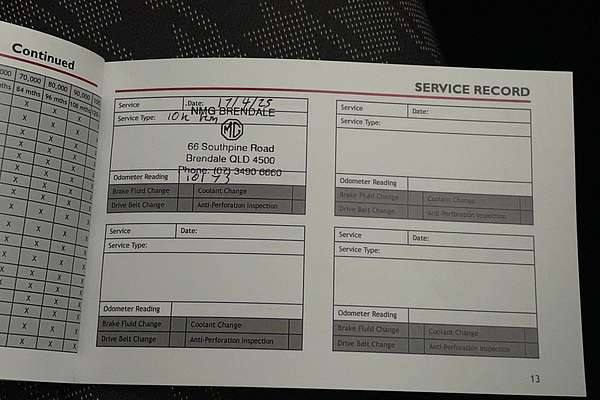 Continued
000 70,000 80,000 90,000
84 mths 96 mths 108 mths
SERVICE RECORD
Service Date: 17/4/25
NMG BRENDALE
Service Type: 10k km
MG
66 Southpine Road
Brendale QLD 4500
Phone: (07) 3490 6660
Odometer Reading 10173
Brake Fluid Change Coolant Change
Drive Belt Change Anti-Perforation Inspection
Service Date:
Service Type:
Odometer Reading
Brake Fluid Change Coolant Change
Drive Belt Change Anti-Perforation Inspection
Service Date:
Service Type:
Odometer Reading
Brake Fluid Change Coolant Change
Drive Belt Change Anti-Perforation Inspection
Service Date:
Service Type:
Odometer Reading
Brake Fluid Change Coolant Change
Drive Belt Change Anti-Perforation Inspection
13